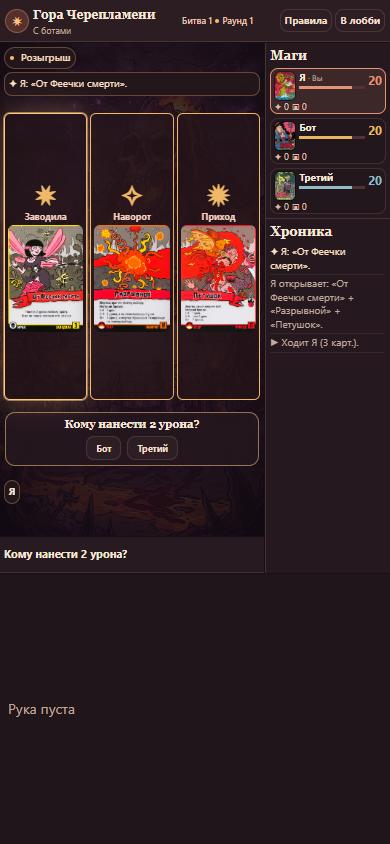 Гора Черепламени
С ботами
Битва 1 • Раунд 1
Правила
В лобби
Розыгрыш
✦ Я: «От Феечки смерти».
Заводила
Наворот
Приход
От Феечки смерти
Разрывной
Петушок
Кому нанести 2 урона?
Бот
Третий
Я
Кому нанести 2 урона?
Рука пуста
Маги
Я · Вы
20
✦ 0 0
Бот
20
✦ 0 0
Третий
20
✦ 0 0
Хроника
✦ Я: «От Феечки
смерти».
Я открывает: «От
Феечки смерти» +
«Разрывной» +
«Петушок».
▶ Ходит Я (3 карт.).